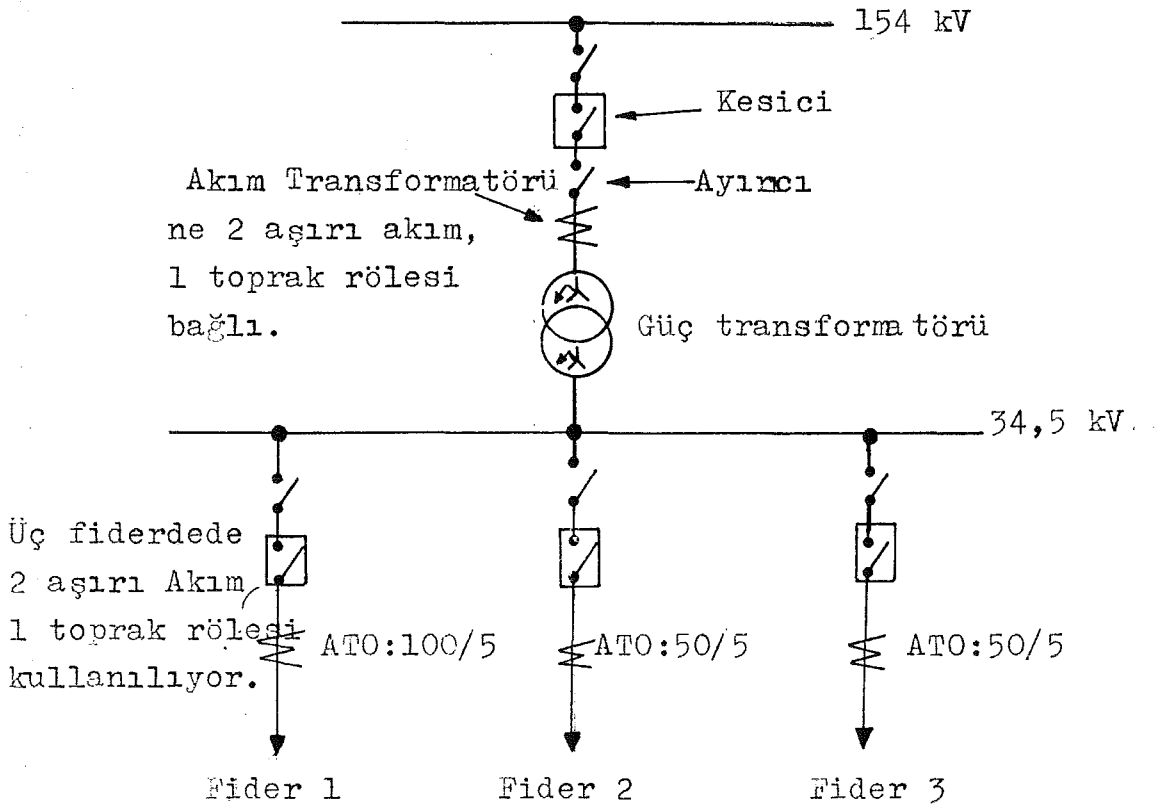 154 kV
Kesici
Akım Transformatörü
Ayırıcı
ne 2 aşırı akım,
1 toprak rölesi
bağlı.
Güç transformatörü
34,5 kV
Üç fiderdede
2 aşırı Akım
1 toprak rölesi
kullanılıyor.
ATO:100/5
ATO:50/5
ATO:50/5
Fider 1
Fider 2
Fider 3